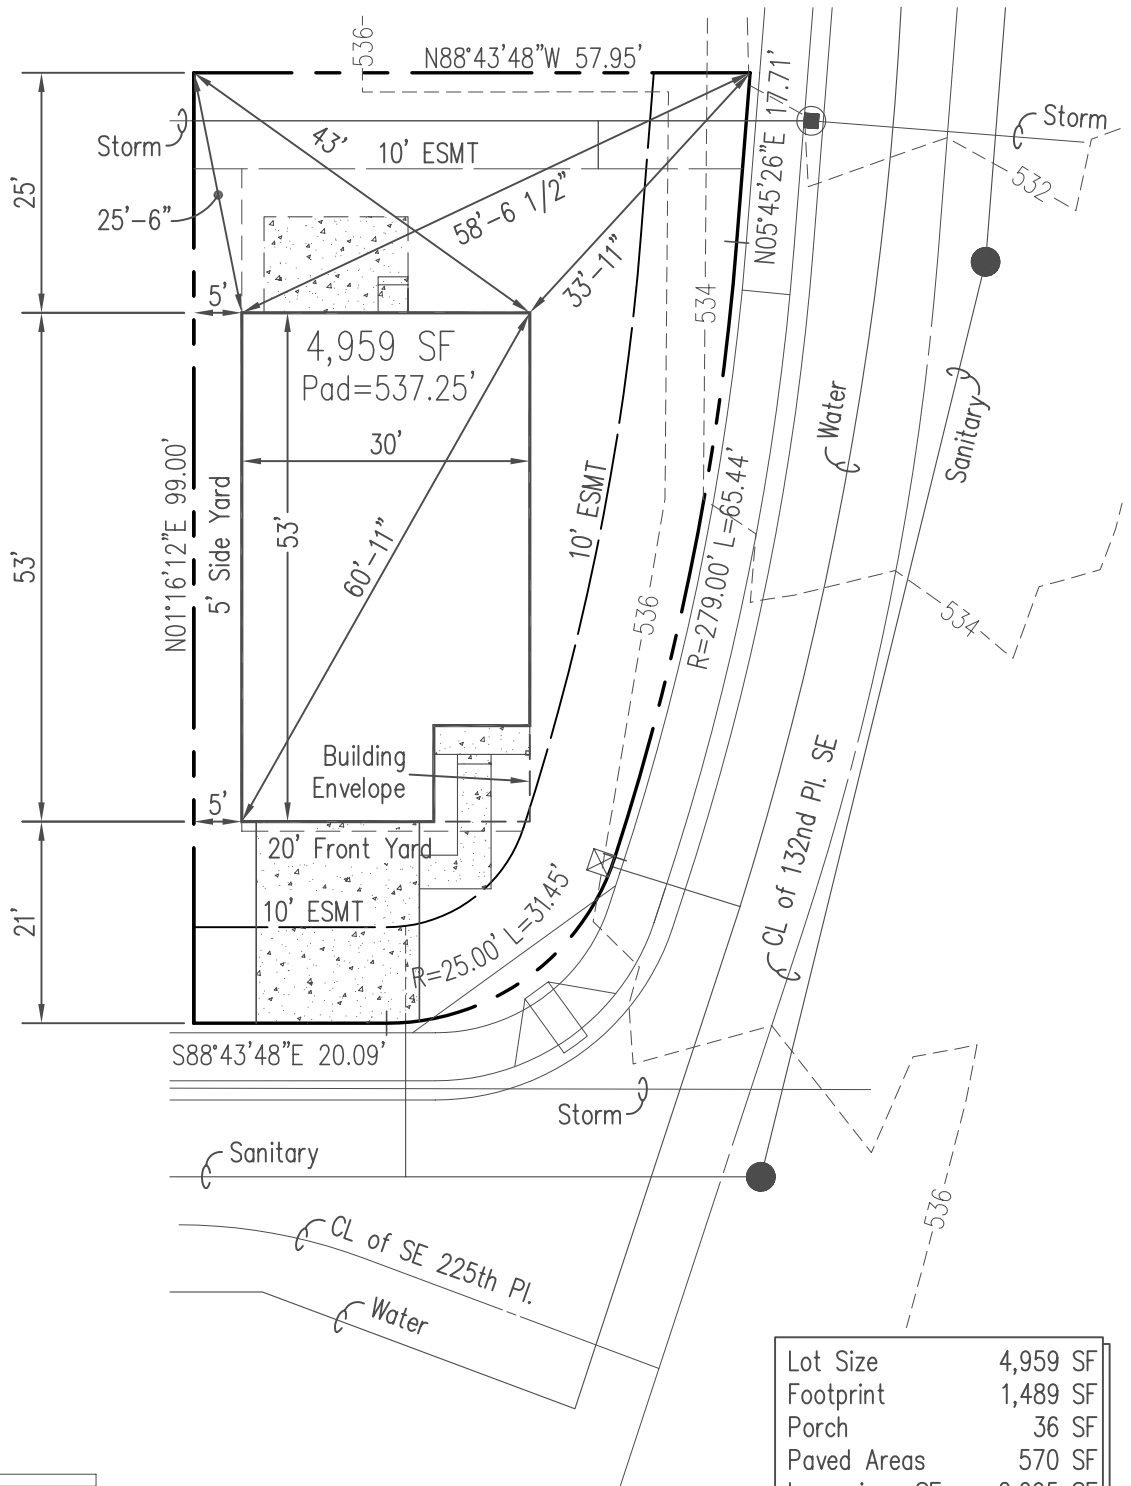 536
N88°43'48"W 57.95'
N05°45'26"E 17.71'
Storm
Storm
43'
10' ESMT
532
25'
58'-6 1/2"
25'-6"
33'-11"
5'
534
4,959 SF
Pad=537.25'
Water
Sanitary
30'
N01°16'12"E 99.00'
5' Side Yard
53'
53'
60'-11"
10' ESMT
R=279.00' L=65.44'
536
534
Building
Envelope
CL of 132nd Pl. SE
5'
20' Front Yard
21'
10' ESMT
R=25.00' L=31.45'
S88°43'48"E 20.09'
Storm
Sanitary
536
CL of SE 225th Pl.
Water
Lot Size 4,959 SF
Footprint 1,489 SF
Porch 36 SF
Paved Areas 570 SF